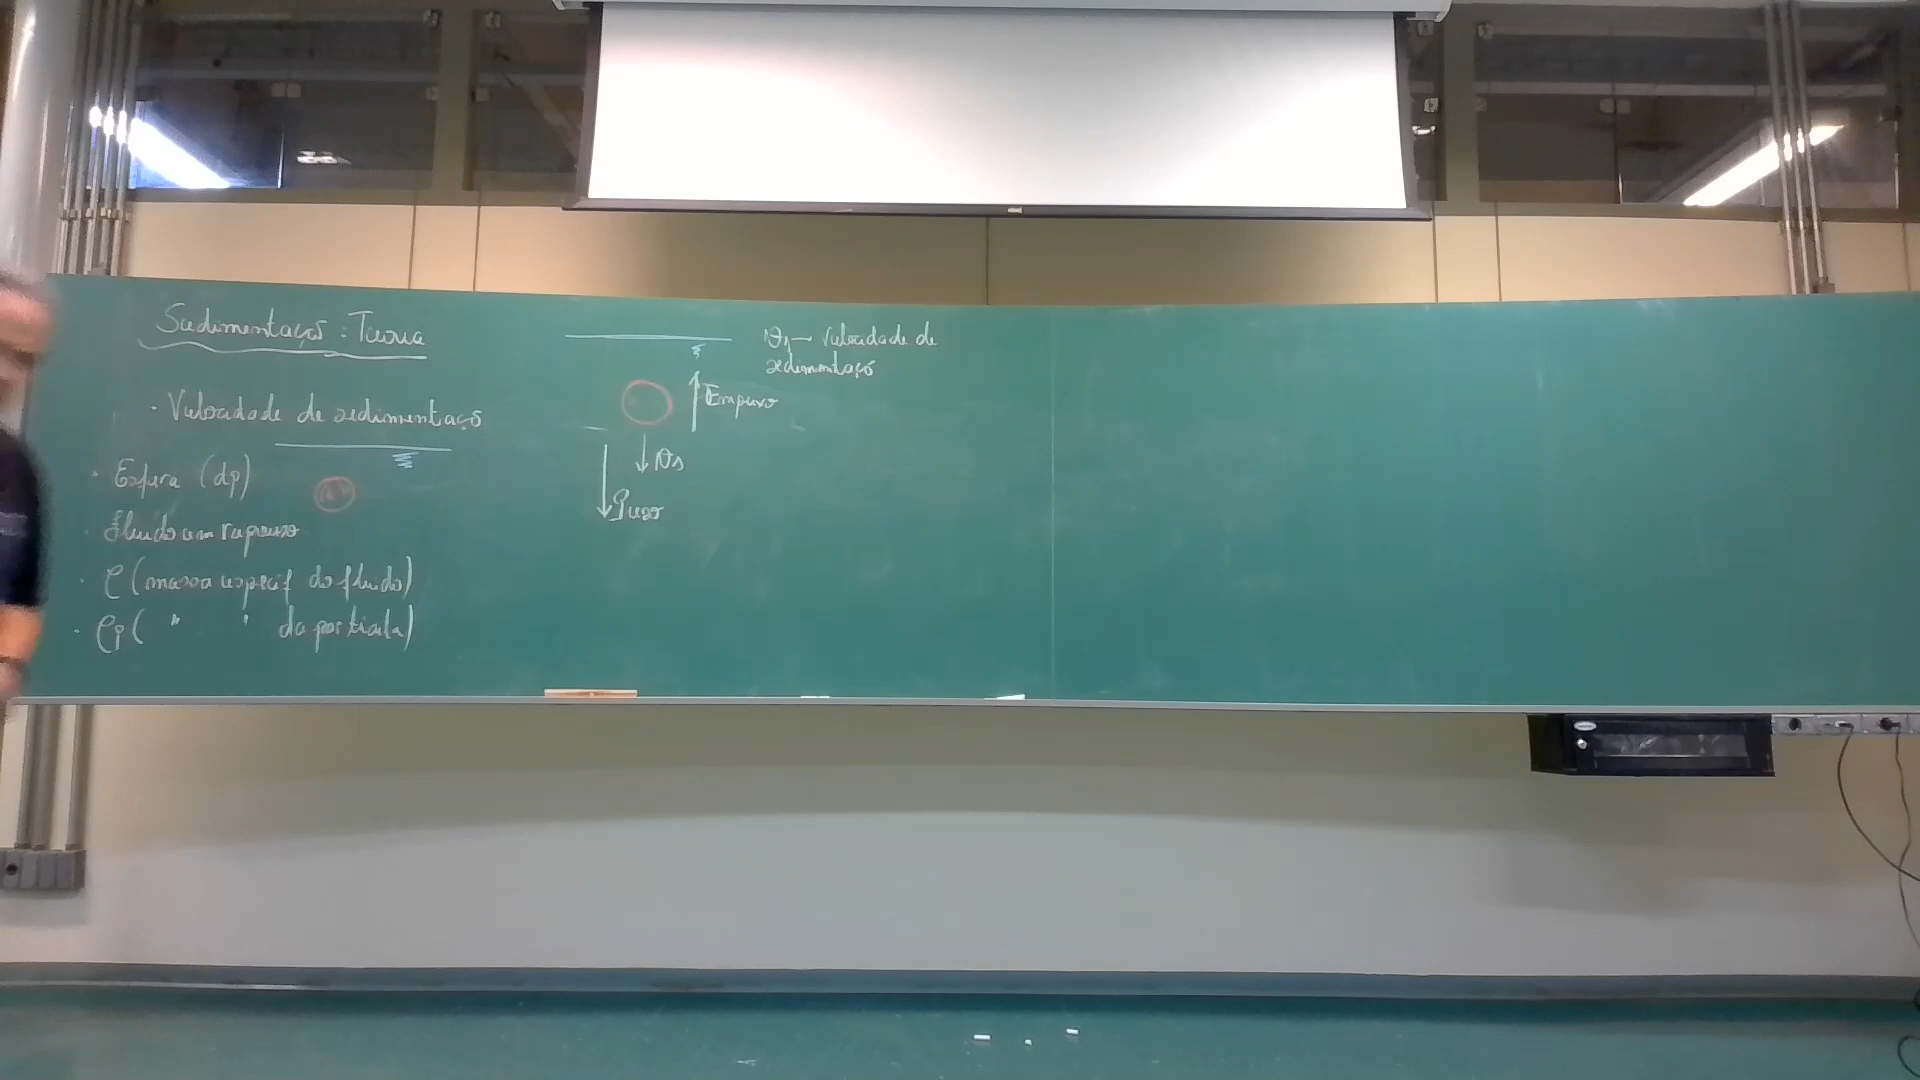 Sedimentação: Teoria
· Velocidade de sedimentação
· Esfera (dp)
· fluido em repouso
· ρ (massa especif do fluido)
· ρp ( " " da partícula)
vs → Velocidade de
sedimentação
Empuxo
vs
Peso